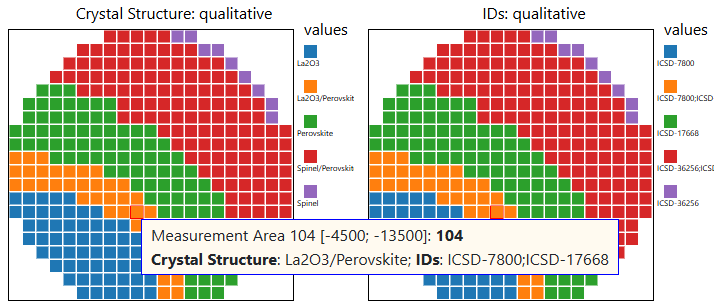 Crystal Structure: qualitative
values
La2O3
La2O3/Perovskit
Perovskite
Spinel/Perovskit
Spinel
IDs: qualitative
values
ICSD-7800
ICSD-7800;ICSD
ICSD-17668
ICSD-36256;ICSD
ICSD-36256
Measurement Area 104 [-4500; -13500]: 104
Crystal Structure: La2O3/Perovskite; IDs: ICSD-7800;ICSD-17668